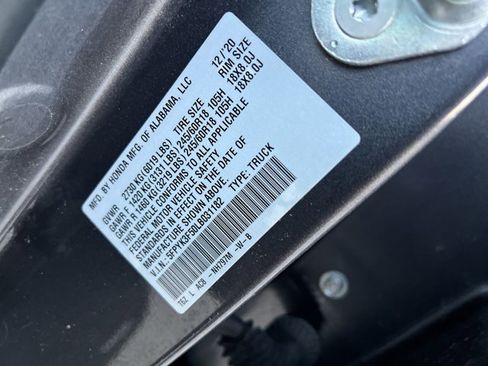 MFD. BY HONDA MFG. OF ALABAMA, LLC 12/20
GVWR 2730 KG (6019 LBS) TIRE SIZE RIM SIZE
GAWR F 1420 KG (3131 LBS) 245/60R18 105H 18X8.0J
GAWR R 1460 KG (3219 LBS) 245/60R18 105H 18X8.0J
THIS VEHICLE CONFORMS TO ALL APPLICABLE
FEDERAL MOTOR VEHICLE SAFETY
STANDARDS IN EFFECT ON THE DATE OF
MANUFACTURE SHOWN ABOVE.
V.I.N.: 5FPYK3F50LB031182 TYPE: TRUCK
T6Z L AC8 - NH797M -W- B